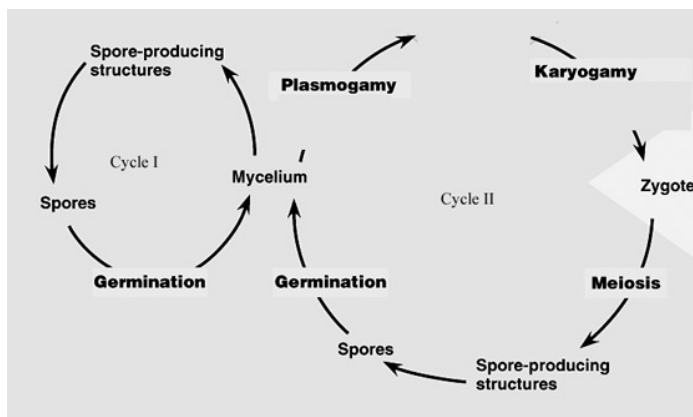 Spore-producing
structures
Plasmogamy
Karyogamy
Cycle I
Mycelium
Spores
Cycle II
Zygote
Germination
Germination
Meiosis
Spores
Spore-producing
structures